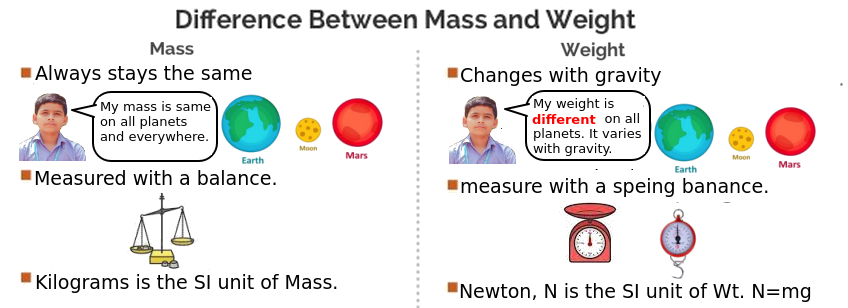 Difference Between Mass and Weight
Mass
Always stays the same
My mass is same
on all planets
and everywhere.
Earth
Moon
Mars
Measured with a balance.
Kilograms is the SI unit of Mass.
Weight
Changes with gravity
My weight is
different on all
planets. It varies
with gravity.
Earth
Moon
Mars
measure with a speing banance.
Newton, N is the SI unit of Wt. N=mg